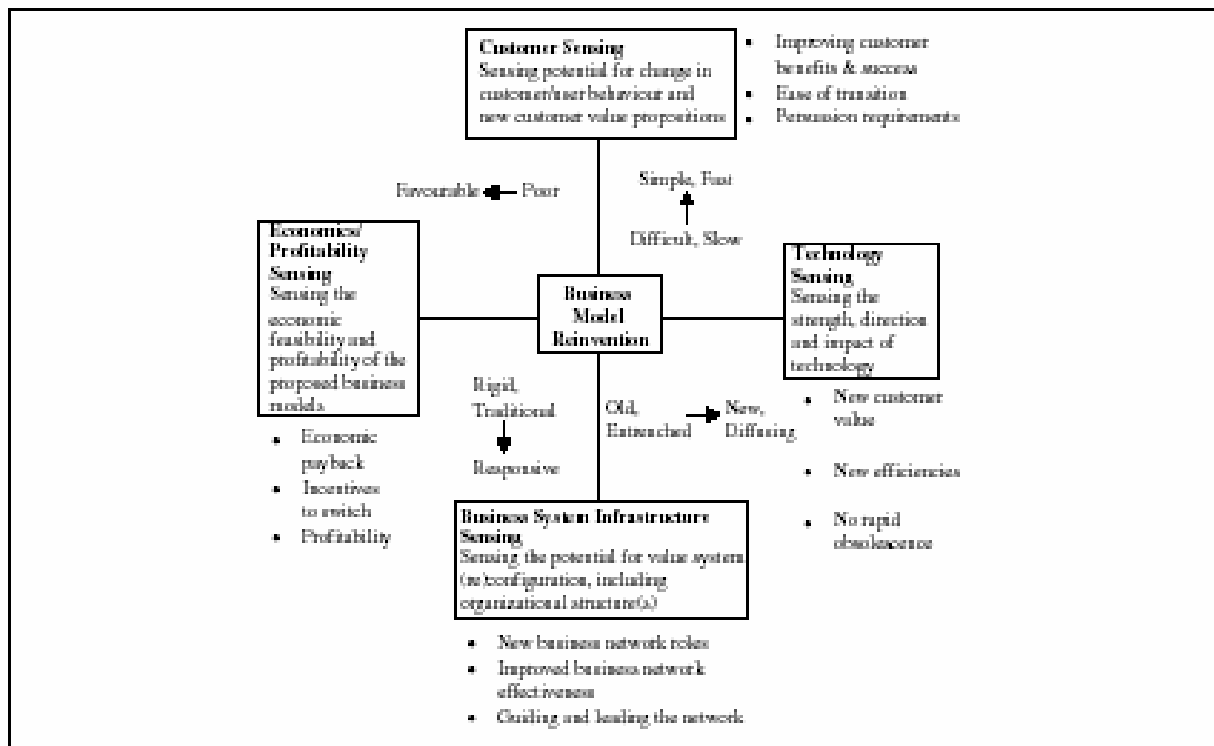 Customer Sensing
Sensing potential for change in
customer/user behaviour and
new customer value propositions
• Improving customer
benefits & success
• Ease of transition
• Persuasion requirements
Favourable
Poor
Simple, Fast
Difficult, Slow
Economics/
Profitability
Sensing
Sensing the
economic
feasibility and
profitability of the
proposed business
models
• Economic
payback
• Incentives
to switch
• Profitability
Business
Model
Reinvention
Technology
Sensing
Sensing the
strength, direction
and impact of
technology
• New customer
value
• New efficiencies
• No rapid
obsolescence
Rigid,
Traditional
Responsive
Old,
Entrenched
New,
Diffusing
Business System Infrastructure
Sensing
Sensing the potential for value system
(re)configuration, including
organizational structure(s)
• New business network roles
• Improved business network
effectiveness
• Guiding and leading the network